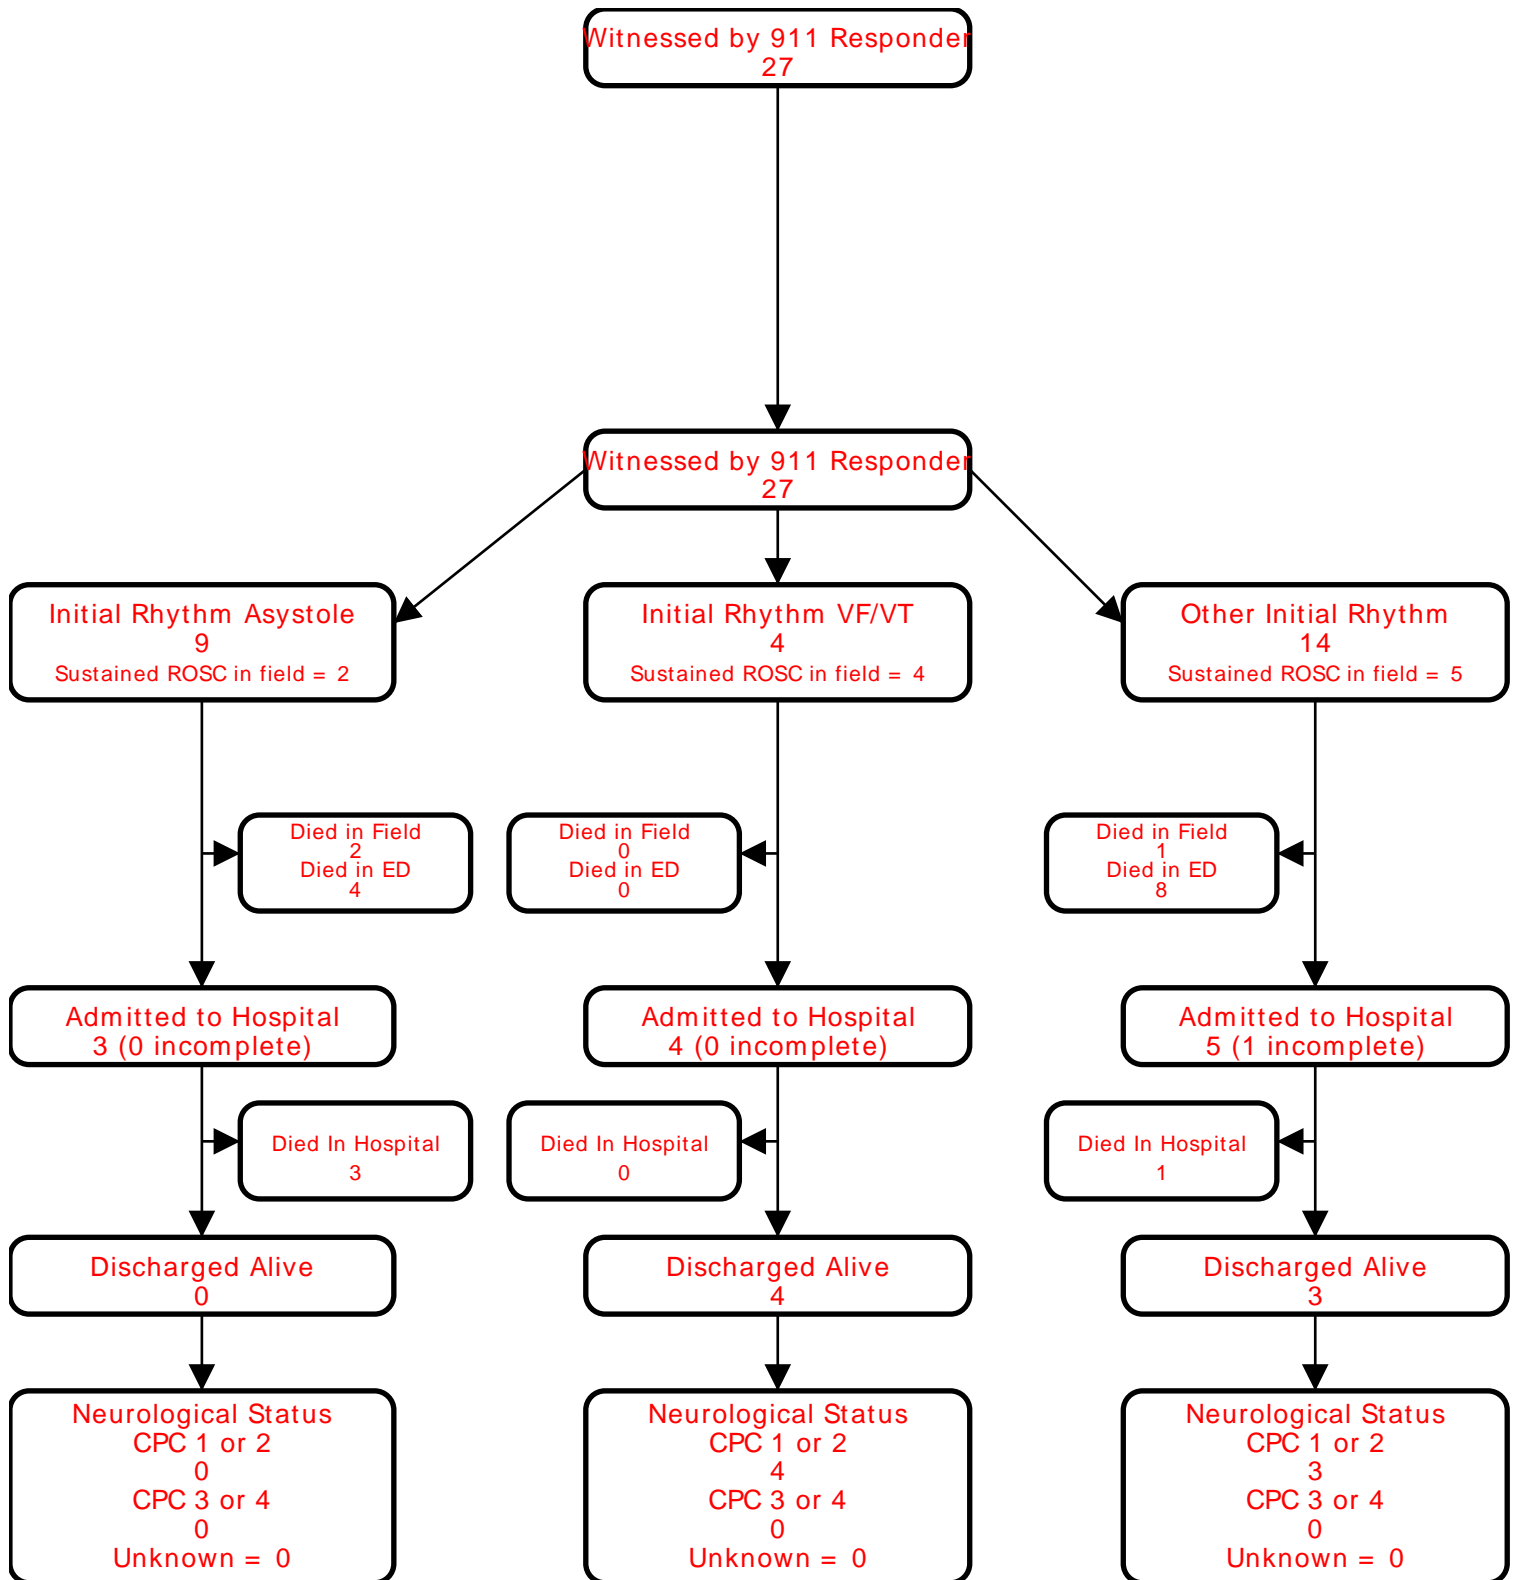 Witnessed by 911 Responder
27
Witnessed by 911 Responder
27
Initial Rhythm Asystole
9
Sustained ROSC in field = 2
Initial Rhythm VF/VT
4
Sustained ROSC in field = 4
Other Initial Rhythm
14
Sustained ROSC in field = 5
Died in Field
2
Died in ED
4
Died in Field
0
Died in ED
0
Died in Field
1
Died in ED
8
Admitted to Hospital
3 (0 incomplete)
Admitted to Hospital
4 (0 incomplete)
Admitted to Hospital
5 (1 incomplete)
Died In Hospital
3
Died In Hospital
0
Died In Hospital
1
Discharged Alive
0
Discharged Alive
4
Discharged Alive
3
Neurological Status
CPC 1 or 2
0
CPC 3 or 4
0
Unknown = 0
Neurological Status
CPC 1 or 2
4
CPC 3 or 4
0
Unknown = 0
Neurological Status
CPC 1 or 2
3
CPC 3 or 4
0
Unknown = 0